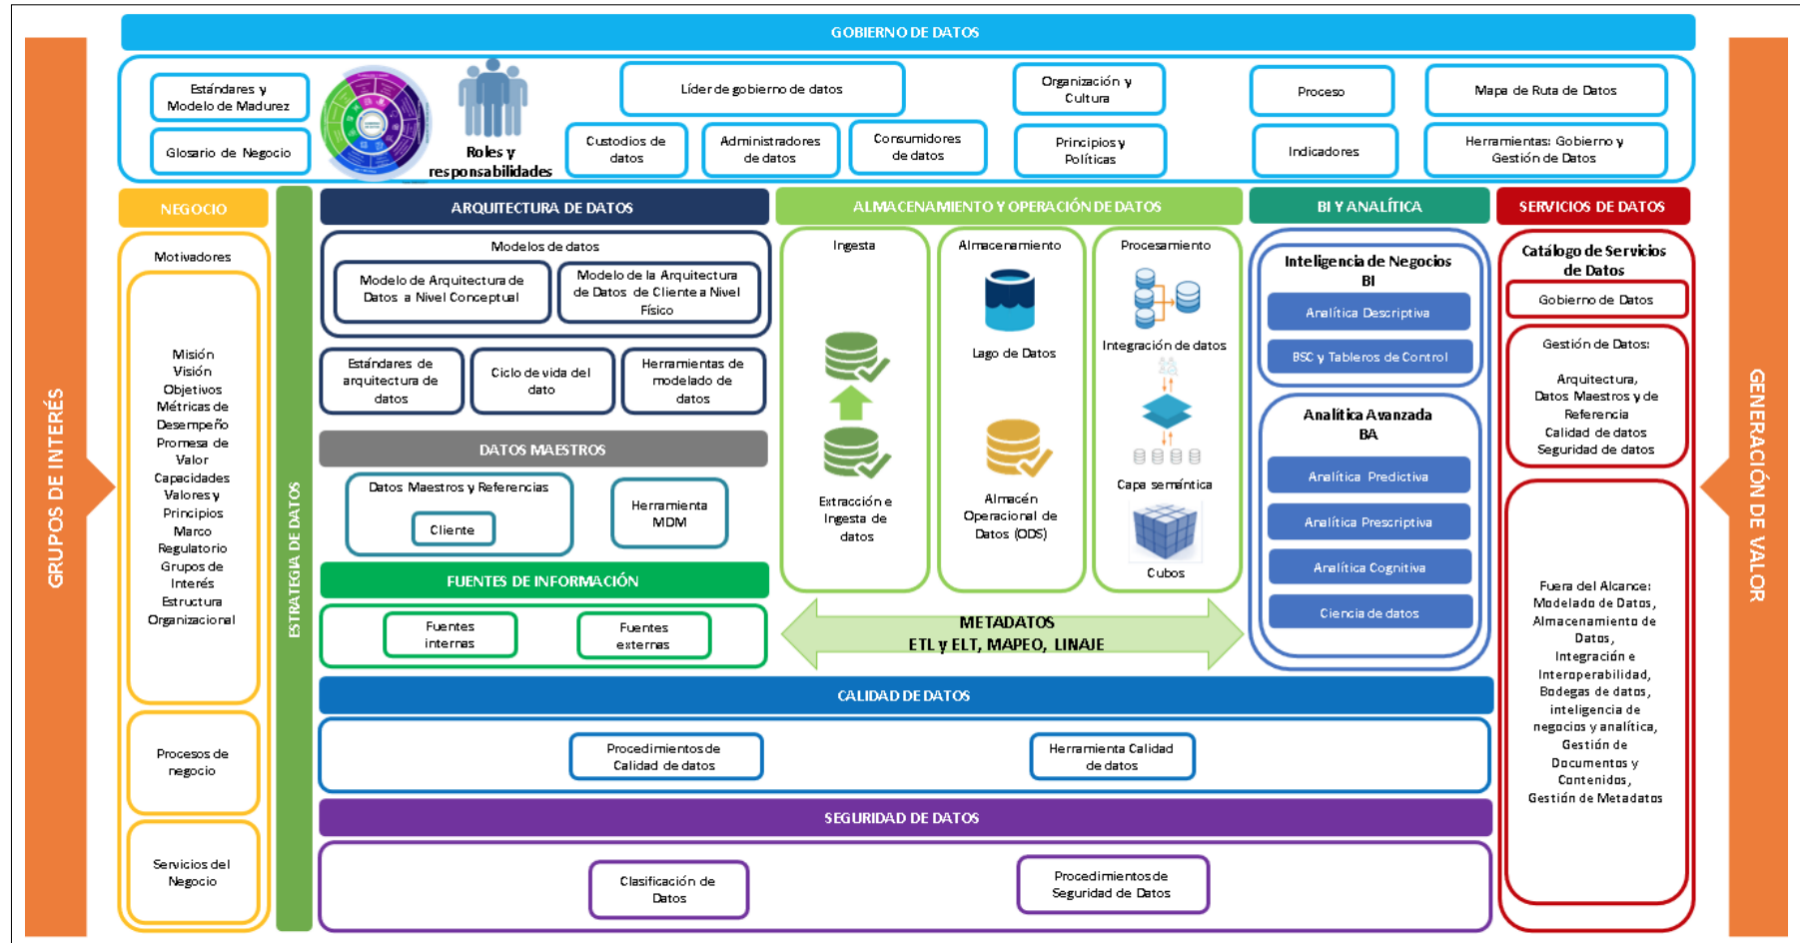 GOBIERNO DE DATOS
Estándares y
Modelo de Madurez
Glosario de Negocio
Roles y
responsabilidades
Líder de gobierno de datos
Custodios de
datos
Administradores
de datos
Consumidores
de datos
Organización y
Cultura
Principios y
Políticas
Proceso
Indicadores
Mapa de Ruta de Datos
Herramientas: Gobierno y
Gestión de Datos
GRUPOS DE INTERÉS
NEGOCIO
Motivadores
Misión
Visión
Objetivos
Métricas de
Desempeño
Promesa de
Valor
Capacidades
Valores y
Principios
Marco
Regulatorio
Grupos de
Interés
Estructura
Organizacional
Procesos de
negocio
Servicios del
Negocio
ESTRATEGIA DE DATOS
ARQUITECTURA DE DATOS
Modelos de datos
Modelo de Arquitectura de
Datos a Nivel Conceptual
Modelo de la Arquitectura
de Datos de Cliente a Nivel
Físico
Estándares de
arquitectura de
datos
Ciclo de vida del
dato
Herramientas de
modelado de
datos
DATOS MAESTROS
Datos Maestros y Referencias
Cliente
Herramienta
MDM
FUENTES DE INFORMACIÓN
Fuentes
internas
Fuentes
externas
ALMACENAMIENTO Y OPERACIÓN DE DATOS
Ingesta
Extracción e
Ingesta de
datos
Almacenamiento
Lago de Datos
Almacén
Operacional de
Datos (ODS)
Procesamiento
Integración de datos
Capa semántica
Cubos
METADATOS
ETL y ELT, MAPEO, LINAJE
BI Y ANALÍTICA
Inteligencia de Negocios
BI
Analítica Descriptiva
BSC y Tableros de Control
Analítica Avanzada
BA
Analítica Predictiva
Analítica Prescriptiva
Analítica Cognitiva
Ciencia de datos
CALIDAD DE DATOS
Procedimientos de
Calidad de datos
Herramienta Calidad
de datos
SEGURIDAD DE DATOS
Clasificación de
Datos
Procedimientos de
Seguridad de Datos
SERVICIOS DE DATOS
Catálogo de Servicios
de Datos
Gobierno de Datos
Gestión de Datos:
Arquitectura,
Datos Maestros y de
Referencia
Calidad de datos
Seguridad de datos
Fuera del Alcance:
Modelado de Datos,
Almacenamiento de
Datos,
Integración e
Interoperabilidad,
Bodegas de datos,
inteligencia de
negocios y analítica,
Gestión de
Documentos y
Contenidos,
Gestión de Metadatos
GENERACIÓN DE VALOR